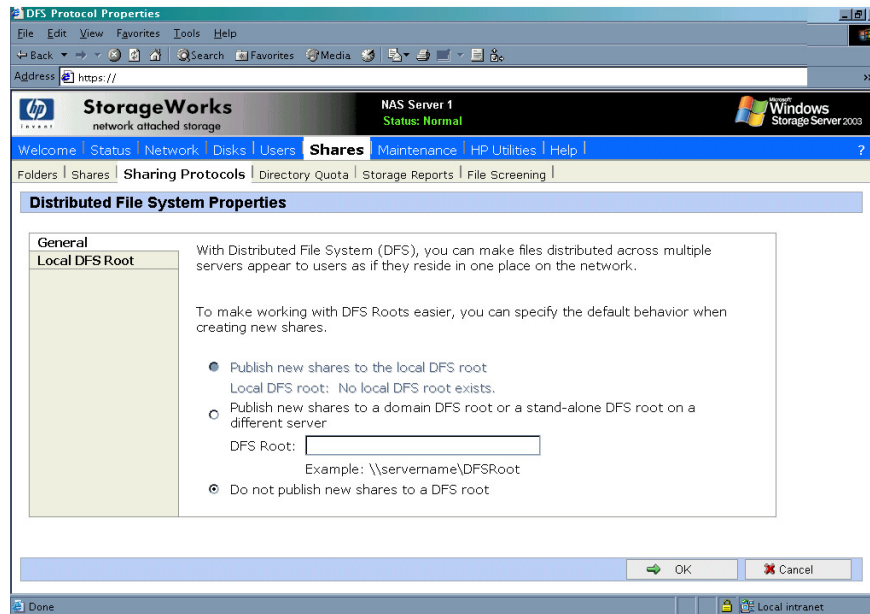 DFS Protocol Properties
File Edit View Favorites Tools Help
Back Search Favorites Media
Address https://
hp
invent
StorageWorks
network attached storage
NAS Server 1
Status: Normal
Microsoft
Windows
Storage Server 2003
Welcome Status Network Disks Users Shares Maintenance HP Utilities Help ?
Folders Shares Sharing Protocols Directory Quota Storage Reports File Screening
Distributed File System Properties
General
Local DFS Root
With Distributed File System (DFS), you can make files distributed across multiple
servers appear to users as if they reside in one place on the network.
To make working with DFS Roots easier, you can specify the default behavior when
creating new shares.
Publish new shares to the local DFS root
Local DFS root: No local DFS root exists.
Publish new shares to a domain DFS root or a stand-alone DFS root on a
different server
DFS Root:
Example: \\servername\DFSRoot
Do not publish new shares to a DFS root
OK Cancel
Done Local intranet